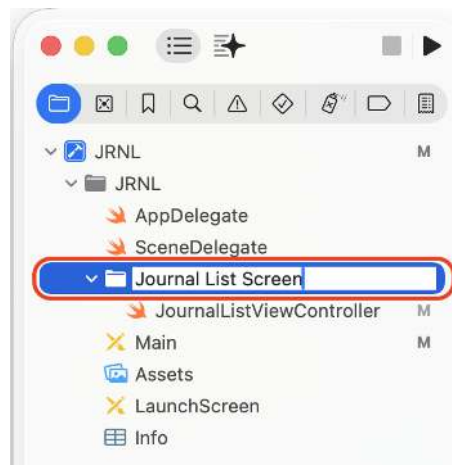 JRNL M
JRNL
AppDelegate
SceneDelegate
Journal List Screen
JournalListViewController M
Main M
Assets
LaunchScreen
Info